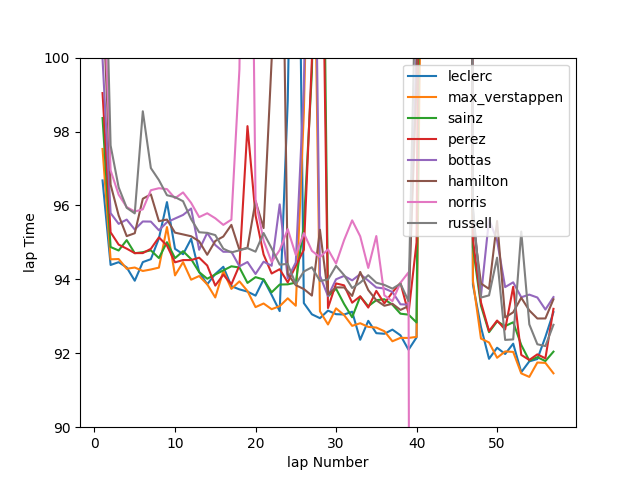 100
98
96
94
92
90
lap Time
0 10 20 30 40 50
lap Number
leclerc
max_verstappen
sainz
perez
bottas
hamilton
norris
russell